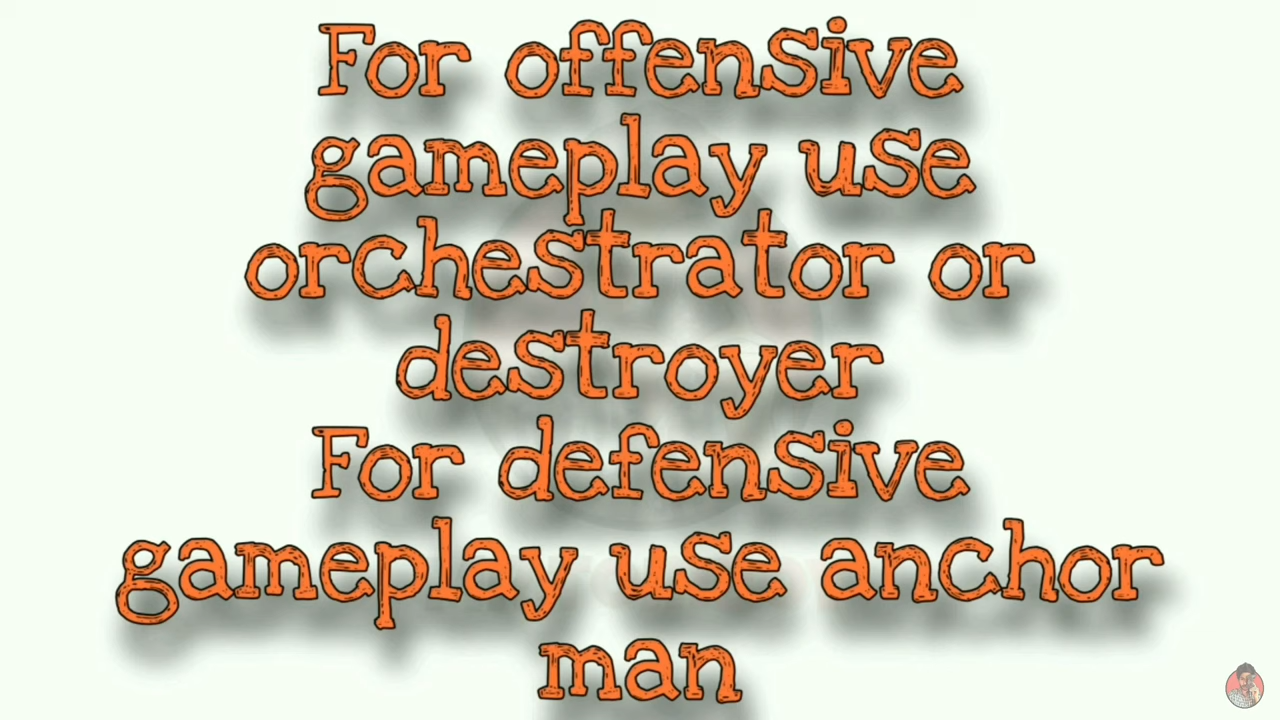 For offensive
gameplay use
orchestrator or
destroyer
For defensive
gameplay use anchor
man